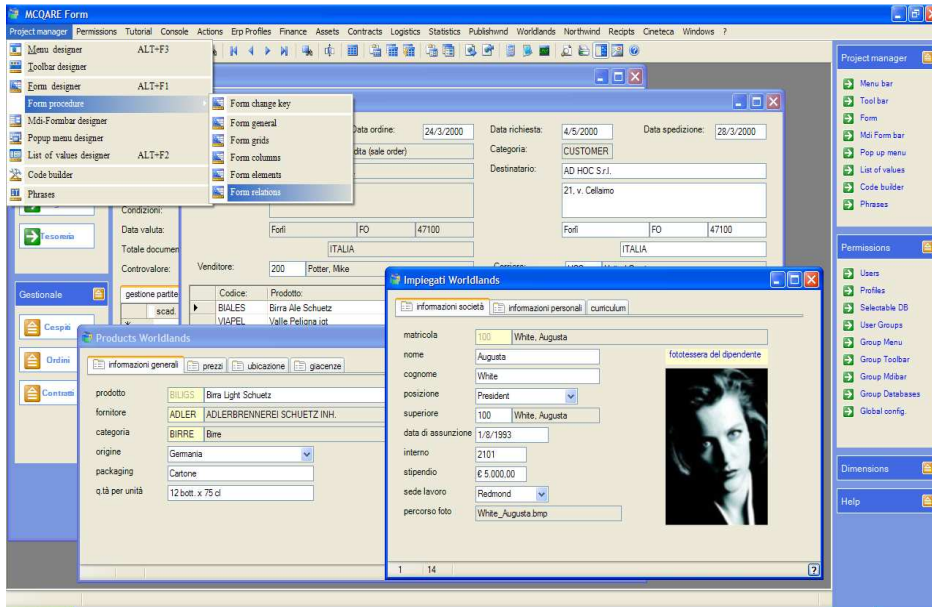 MCQARE Form
Project manager Permissions Tutorial Console Actions Erp Profiles Finance Assets Contracts Logistics Statistics Publishwnd Worldlands Northwind Recipts Cineteca Windows ?
Menu designer ALT+F3
Toolbar designer
Form designer ALT+F1
Form procedure
Mdi-Formbar designer
Popup menu designer
List of values designer ALT+F2
Code builder
Phrases
Form change key
Form general
Form grids
Form columns
Form elements
Form relations
Data ordine: 24/3/2000
Data richiesta: 4/5/2000
Data spedizione: 28/3/2000
dita (sale order)
Categoria: CUSTOMER
Destinatario: AD HOC S.r.l.
21, v. Cellaimo
Condizioni:
Data valuta:
Forlì FO 47100
Forlì FO 47100
Totale documen
ITALIA
ITALIA
Controvalore:
Venditore: 200 Potter, Mike
gestione partite
scad.
Codice: Prodotto:
BIALES Birra Ale Schuetz
VIAPEL Valle Peligna igt
Tesorería
Gestionale
Cespiti
Ordini
Contratti
Products Worldlands
informazioni generali prezzi ubicazione giacenze
prodotto BILIGS Birra Light Schuetz
fornitore ADLER ADLERBRENNEREI SCHUETZ INH.
categoria BIRRE Birre
origine Germania
packaging Cartone
q.tà per unità 12 bott. x 75 cl
Impiegati Worldlands
informazioni società informazioni personali curriculum
matricola 100 White, Augusta
nome Augusta
cognome White
posizione President
superiore 100 White, Augusta
data di assunzione 1/8/1993
interno 2101
stipendio € 5.000,00
sede lavoro Redmond
percorso foto White_Augusta.bmp
fototessera del dipendente
1 14
Project manager
Menu bar
Tool bar
Form
Mdi Form bar
Pop up menu
List of values
Code builder
Phrases
Permissions
Users
Profiles
Selectable DB
User Groups
Group Menu
Group Toolbar
Group Mdibar
Group Databases
Global config.
Dimensions
Help